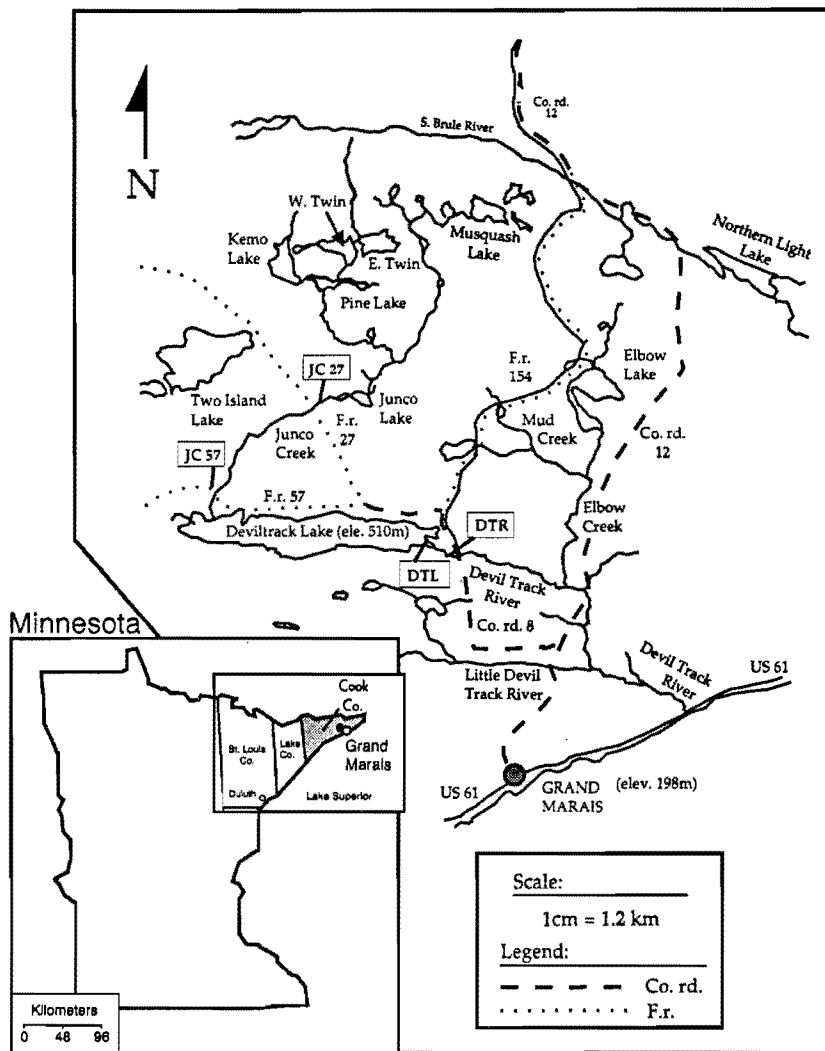 Co. rd.
12
S. Brule River
N
W. Twin
Kemo
Lake
E. Twin
Musquash
Lake
Northern Light
Lake
Pine Lake
F.r.
154
Elbow
Lake
JC 27
Two Island
Lake
Junco
Lake
F.r.
27
Junco
Creek
Mud
Creek
Co. rd.
12
JC 57
F.r. 57
Elbow
Creek
Deviltrack Lake (ele. 510m)
DTR
DTL
Devil Track
River
Co. rd. 8
Minnesota
Little Devil
Track River
Devil Track
River
US 61
Cook
Co.
St. Louis
Co.
Lake
Co.
Grand
Marais
Duluth
Lake Superior
US 61
GRAND
MARAIS
(elev. 198m)
Scale:
1cm = 1.2 km
Legend:
Co. rd.
F.r.
Kilometers
0 48 96